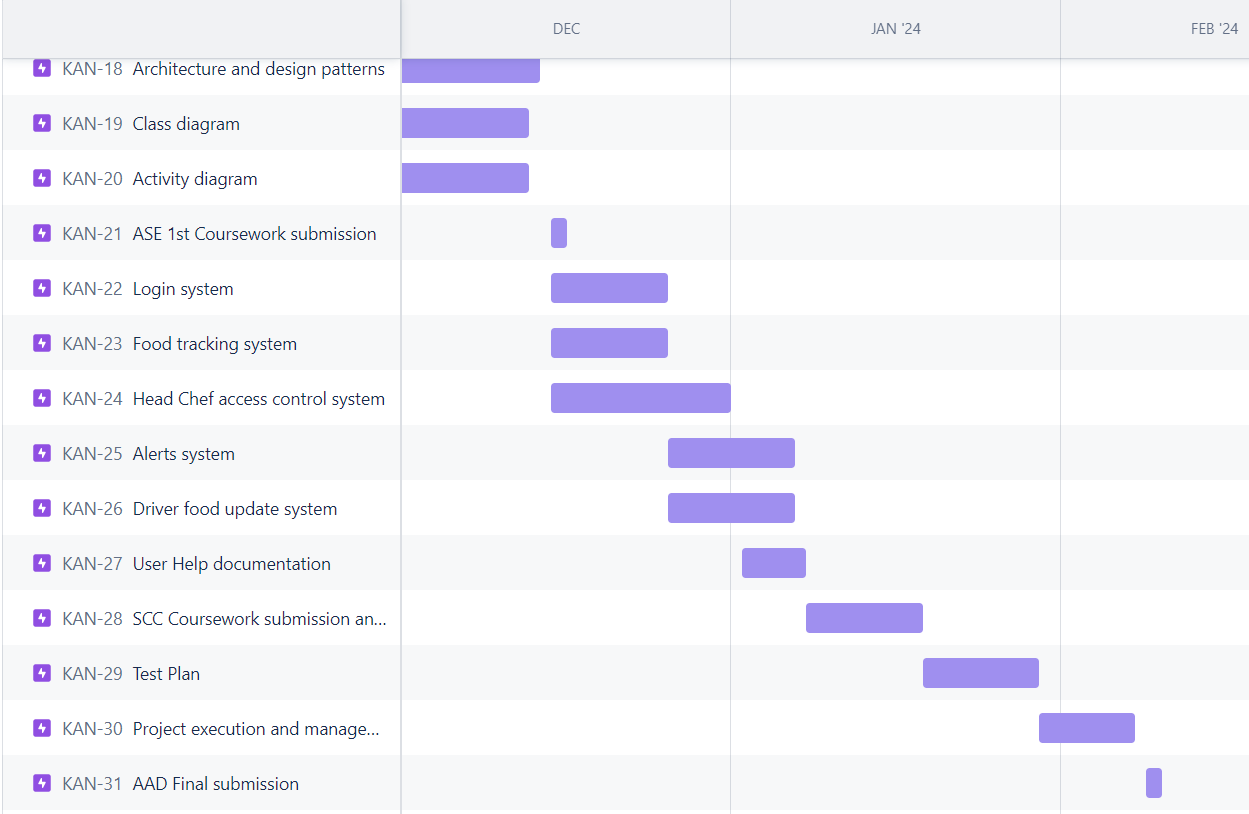 DEC JAN '24 FEB '24
KAN-18 Architecture and design patterns
KAN-19 Class diagram
KAN-20 Activity diagram
KAN-21 ASE 1st Coursework submission
KAN-22 Login system
KAN-23 Food tracking system
KAN-24 Head Chef access control system
KAN-25 Alerts system
KAN-26 Driver food update system
KAN-27 User Help documentation
KAN-28 SCC Coursework submission an...
KAN-29 Test Plan
KAN-30 Project execution and manage...
KAN-31 AAD Final submission